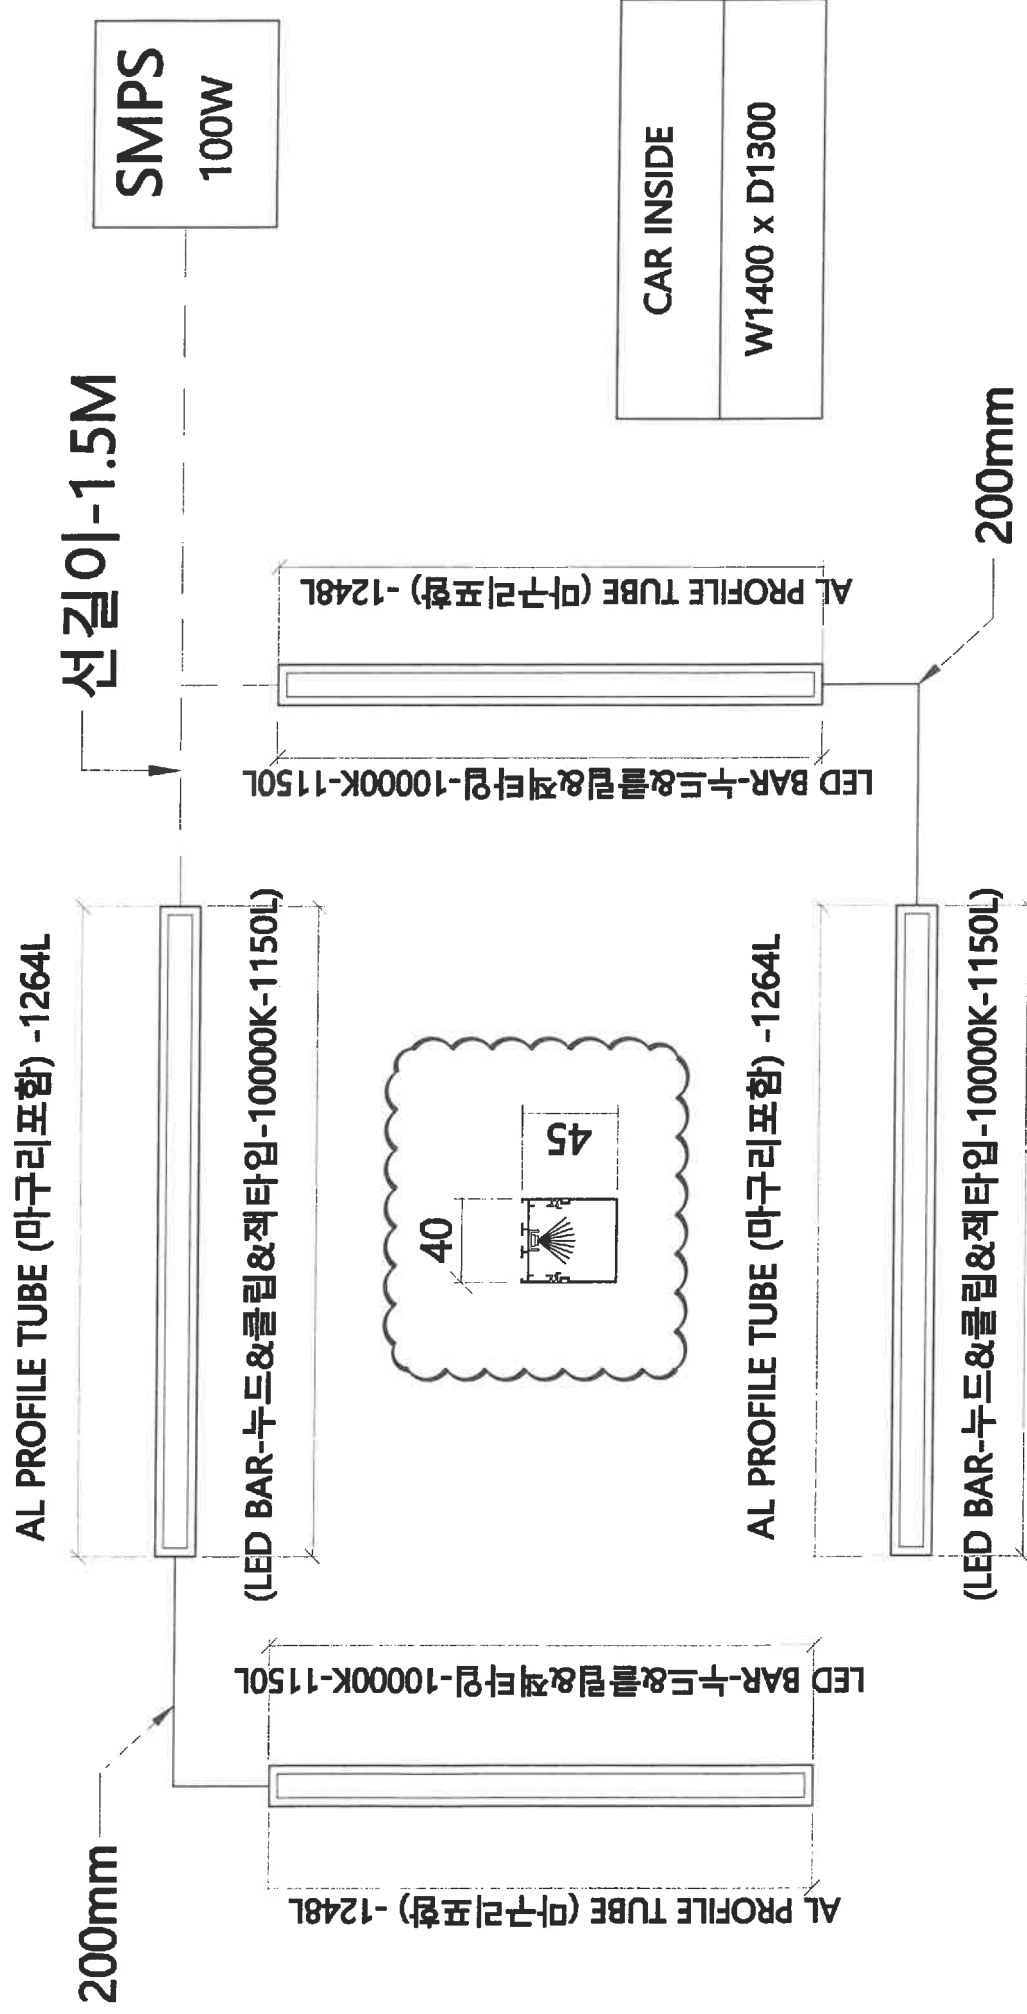 SMPS
100W
선길이-1.5M
CAR INSIDE
W1400 x D1300
200mm
AL PROFILE TUBE (마구리포함) -1248L
LED BAR-누드&클립&잭타입-10000K-1150L
AL PROFILE TUBE (마구리포함) -1264L
(LED BAR-누드&클립&잭타입-10000K-1150L)
40
45
AL PROFILE TUBE (마구리포함) -1264L
(LED BAR-누드&클립&잭타입-10000K-1150L)
LED BAR-누드&클립&잭타입-10000K-1150L
AL PROFILE TUBE (마구리포함) -1248L
200mm